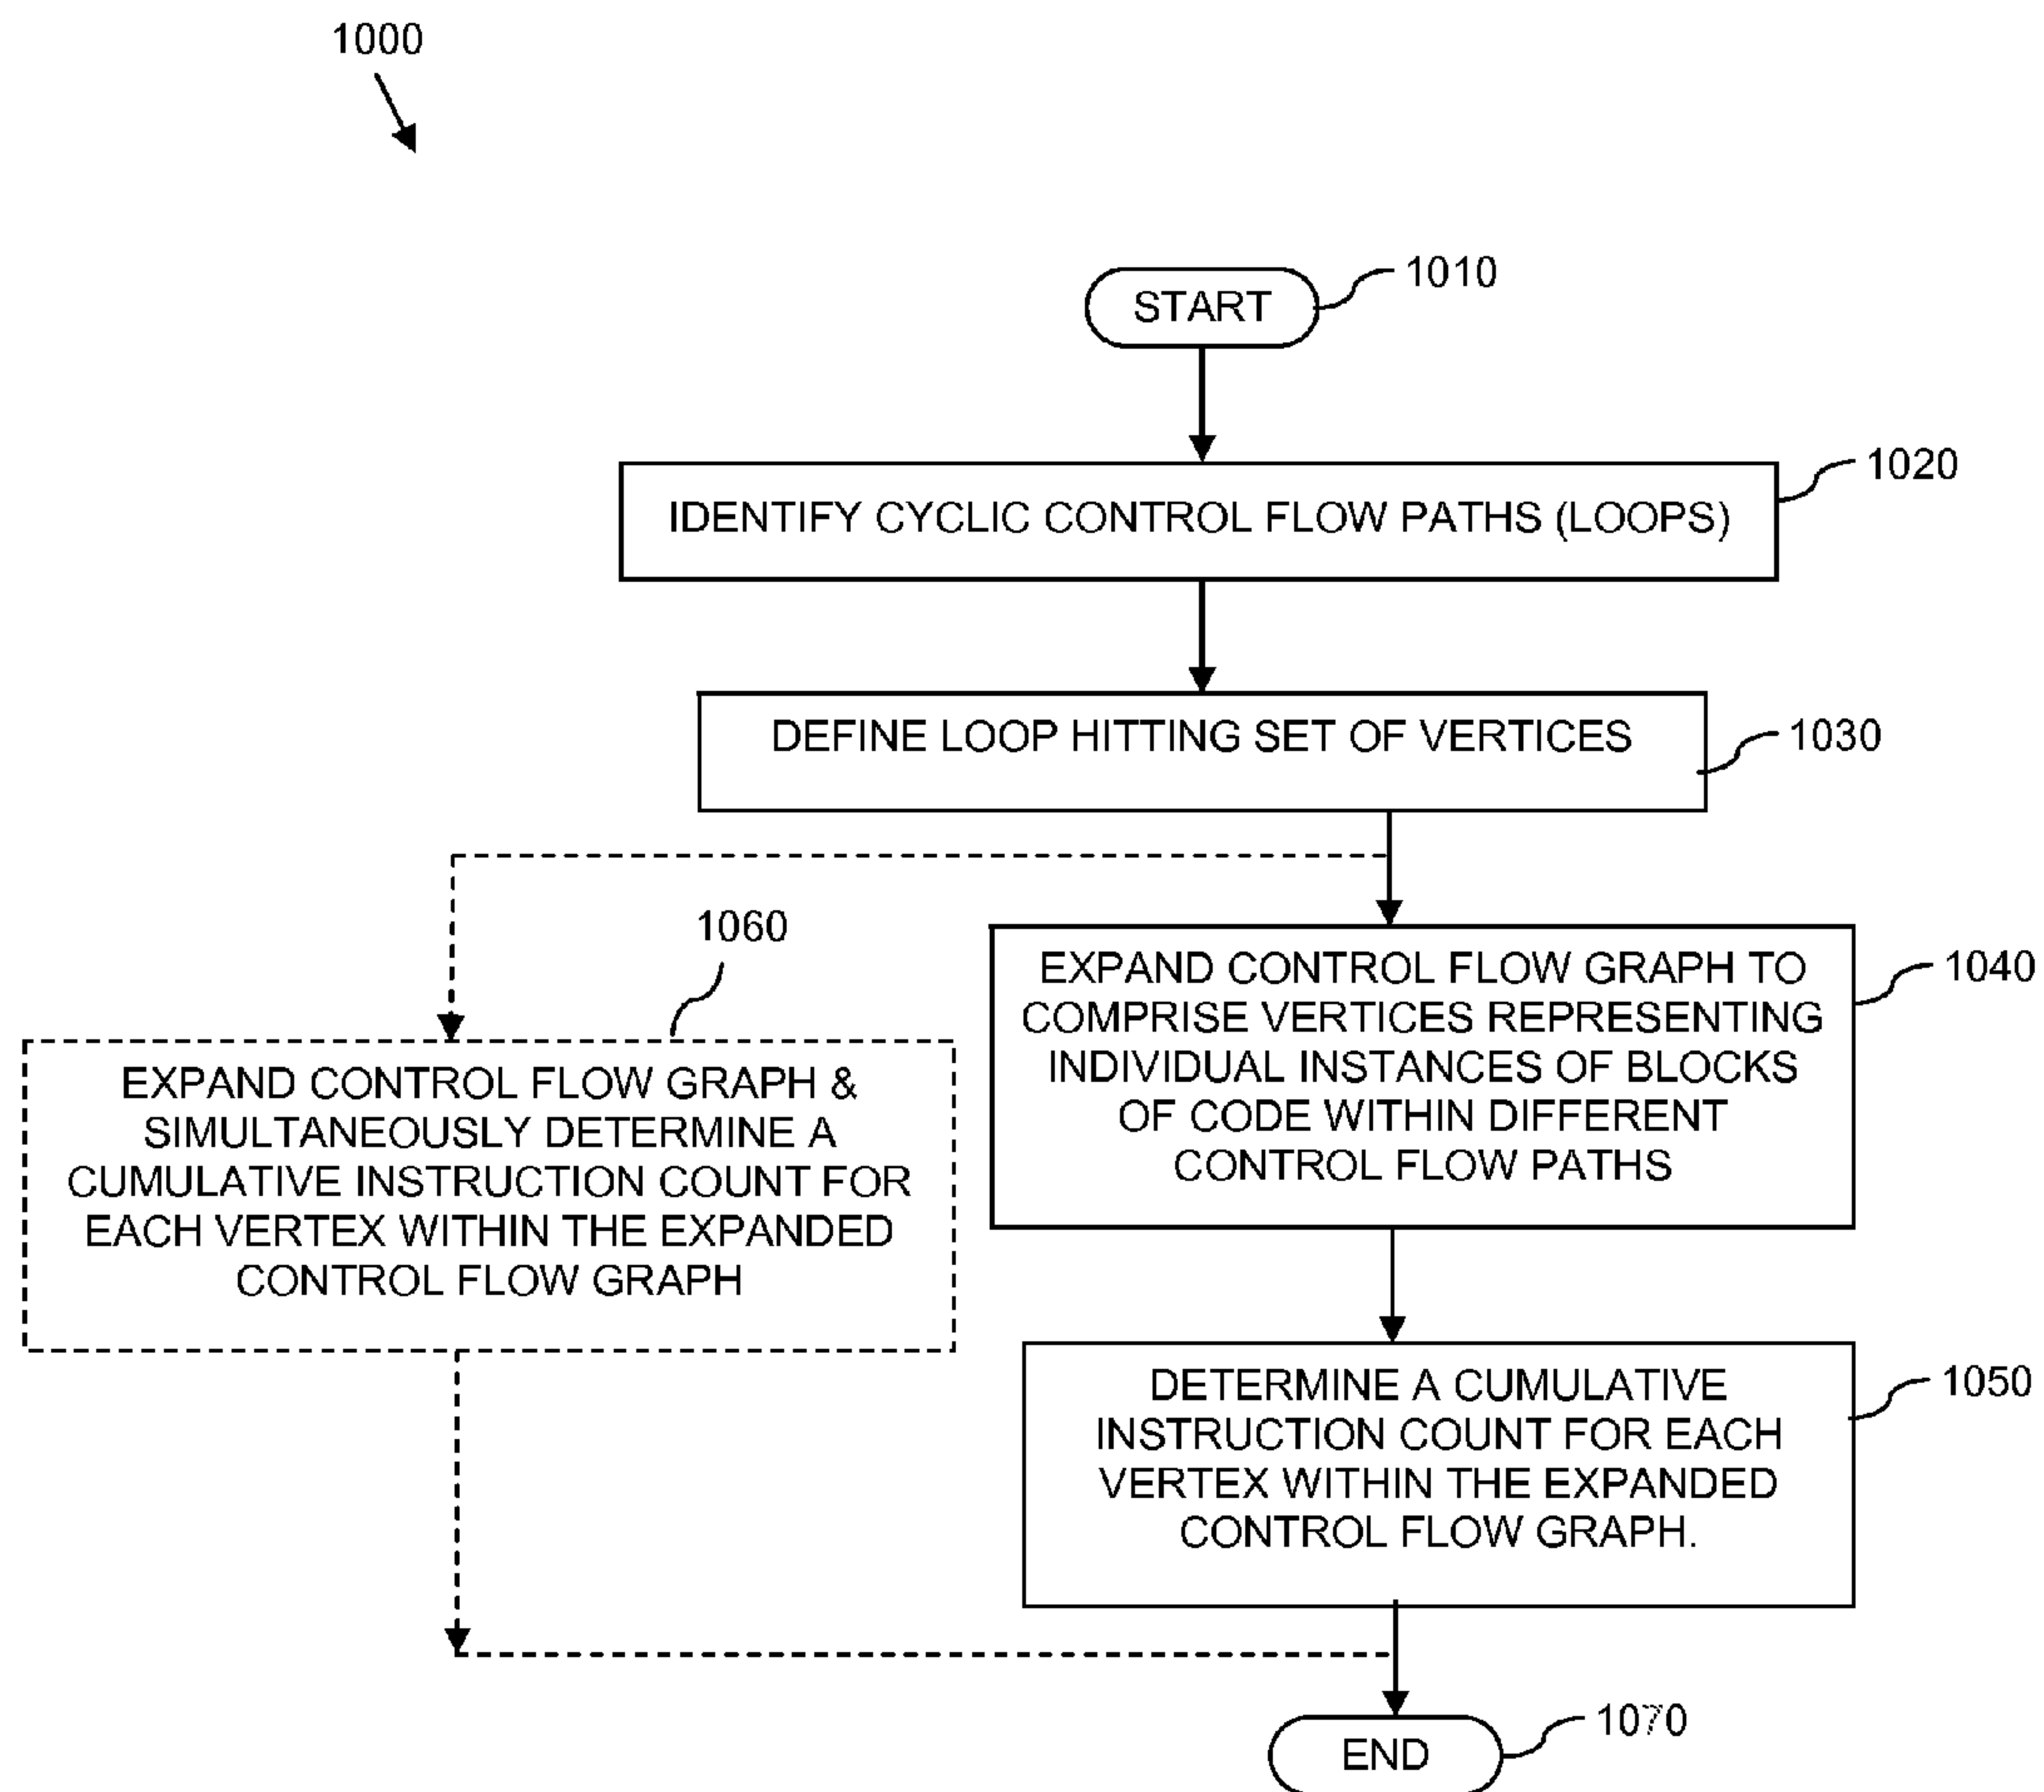 1000
START
1010
IDENTIFY CYCLIC CONTROL FLOW PATHS (LOOPS)
1020
DEFINE LOOP HITTING SET OF VERTICES
1030
1060
EXPAND CONTROL FLOW GRAPH &
SIMULTANEOUSLY DETERMINE A
CUMULATIVE INSTRUCTION COUNT FOR
EACH VERTEX WITHIN THE EXPANDED
CONTROL FLOW GRAPH
EXPAND CONTROL FLOW GRAPH TO
COMPRISE VERTICES REPRESENTING
INDIVIDUAL INSTANCES OF BLOCKS
OF CODE WITHIN DIFFERENT
CONTROL FLOW PATHS
1040
DETERMINE A CUMULATIVE
INSTRUCTION COUNT FOR EACH
VERTEX WITHIN THE EXPANDED
CONTROL FLOW GRAPH.
1050
END
1070